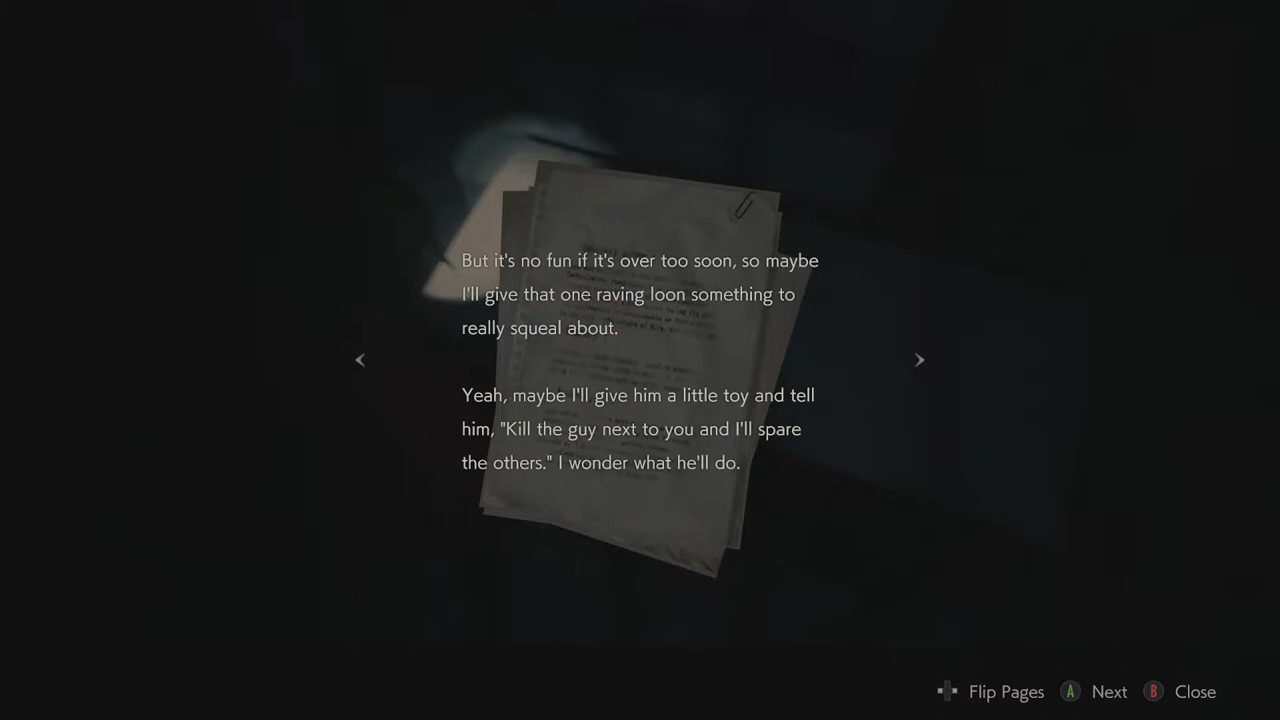 But it's no fun if it's over too soon, so maybe
I'll give that one raving loon something to
really squeal about.
Yeah, maybe I'll give him a little toy and tell
him, "Kill the guy next to you and I'll spare
the others." I wonder what he'll do.
Flip Pages A Next B Close